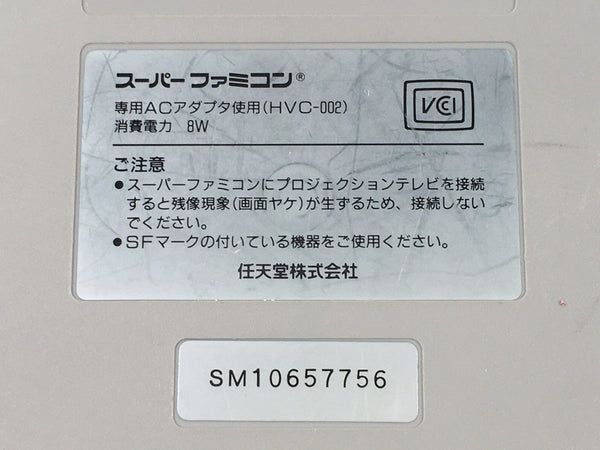 スーパーファミコン®
専用ACアダプタ使用(HVC-002)
消費電力 8W
VCI
ご注意
●スーパーファミコンにプロジェクションテレビを接続
すると残像現象(画面ヤケ)が生ずるため、接続しない
でください。
●SFマークの付いている機器をご使用ください。
任天堂株式会社
SM10657756